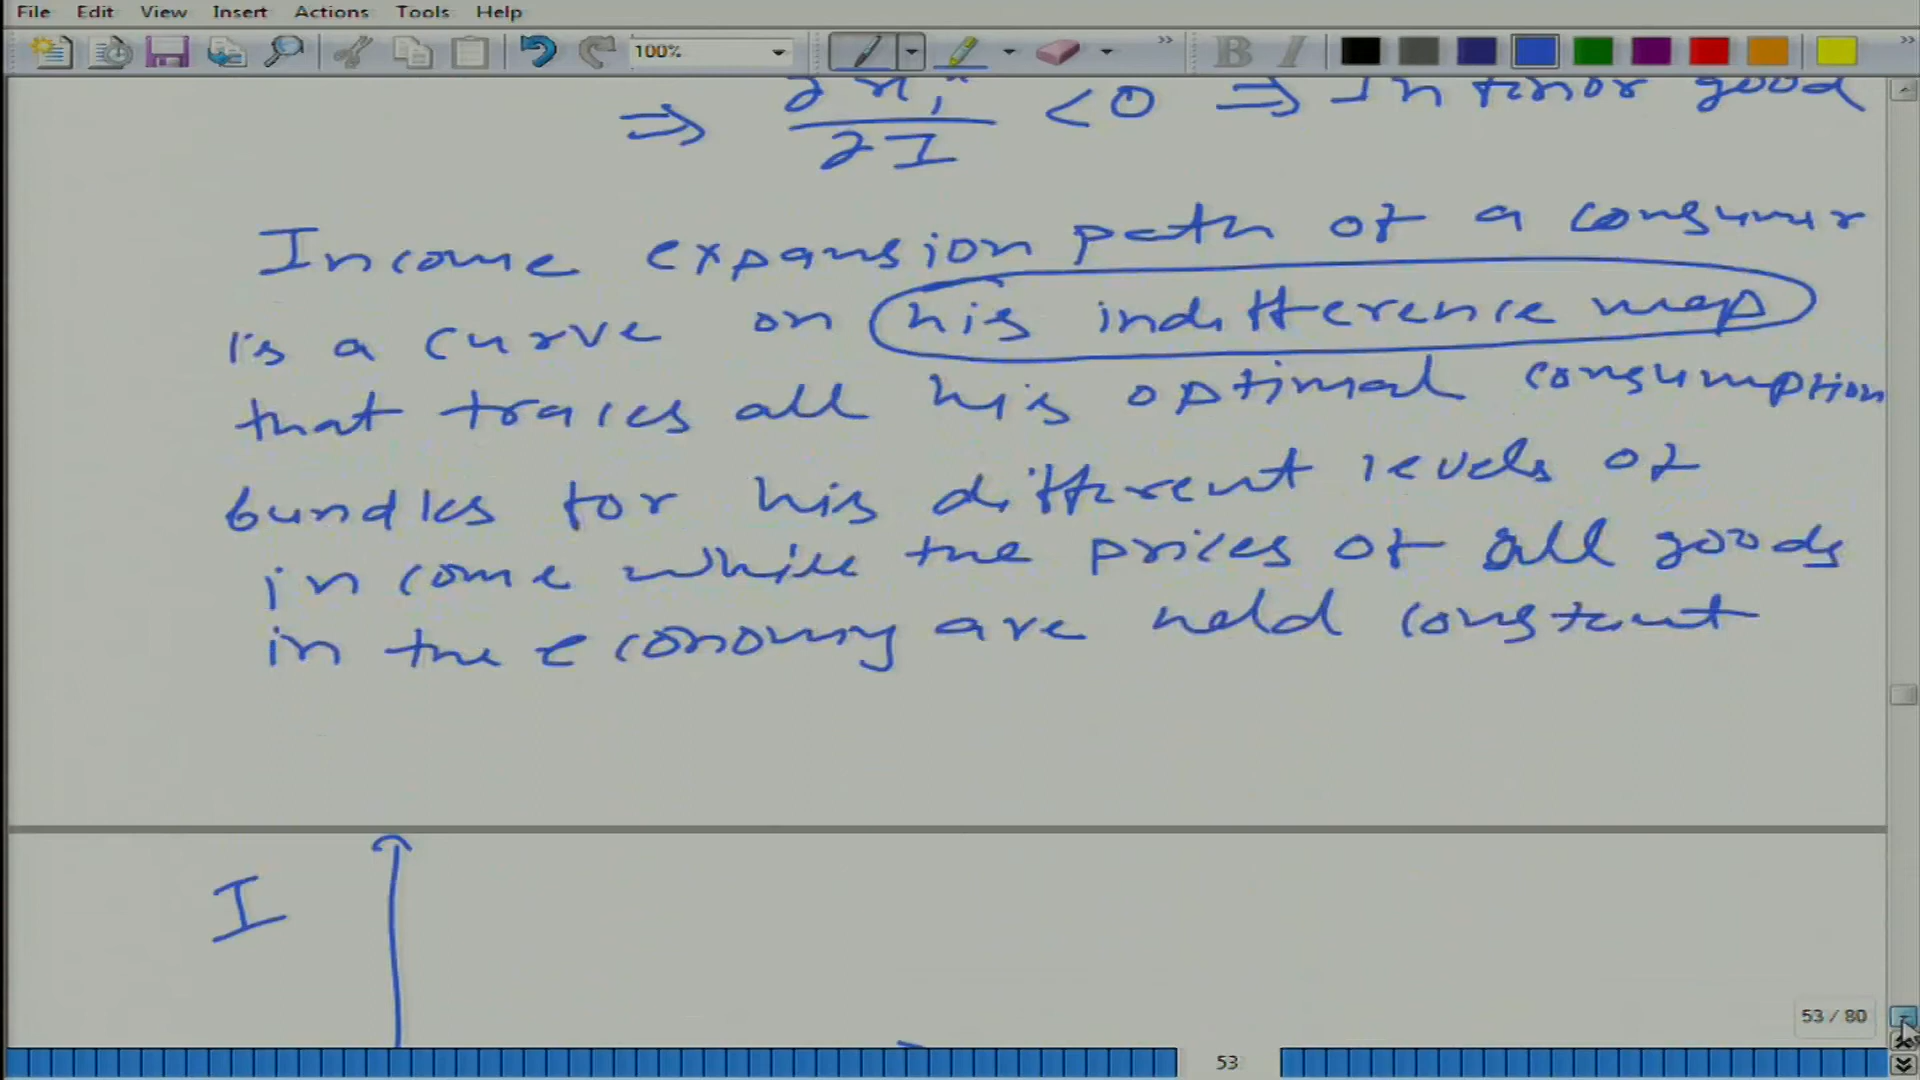 File Edit View Insert Actions Tools Help
100%
B I
⇒ ∂x₁* / ∂I < 0 ⇒ Inferior good
Income expansion path of a consumer
is a curve on his indifference map
that traces all his optimal consumption
bundles for his different levels of
income while the prices of all goods
in the economy are held constant
I
53 / 80
53